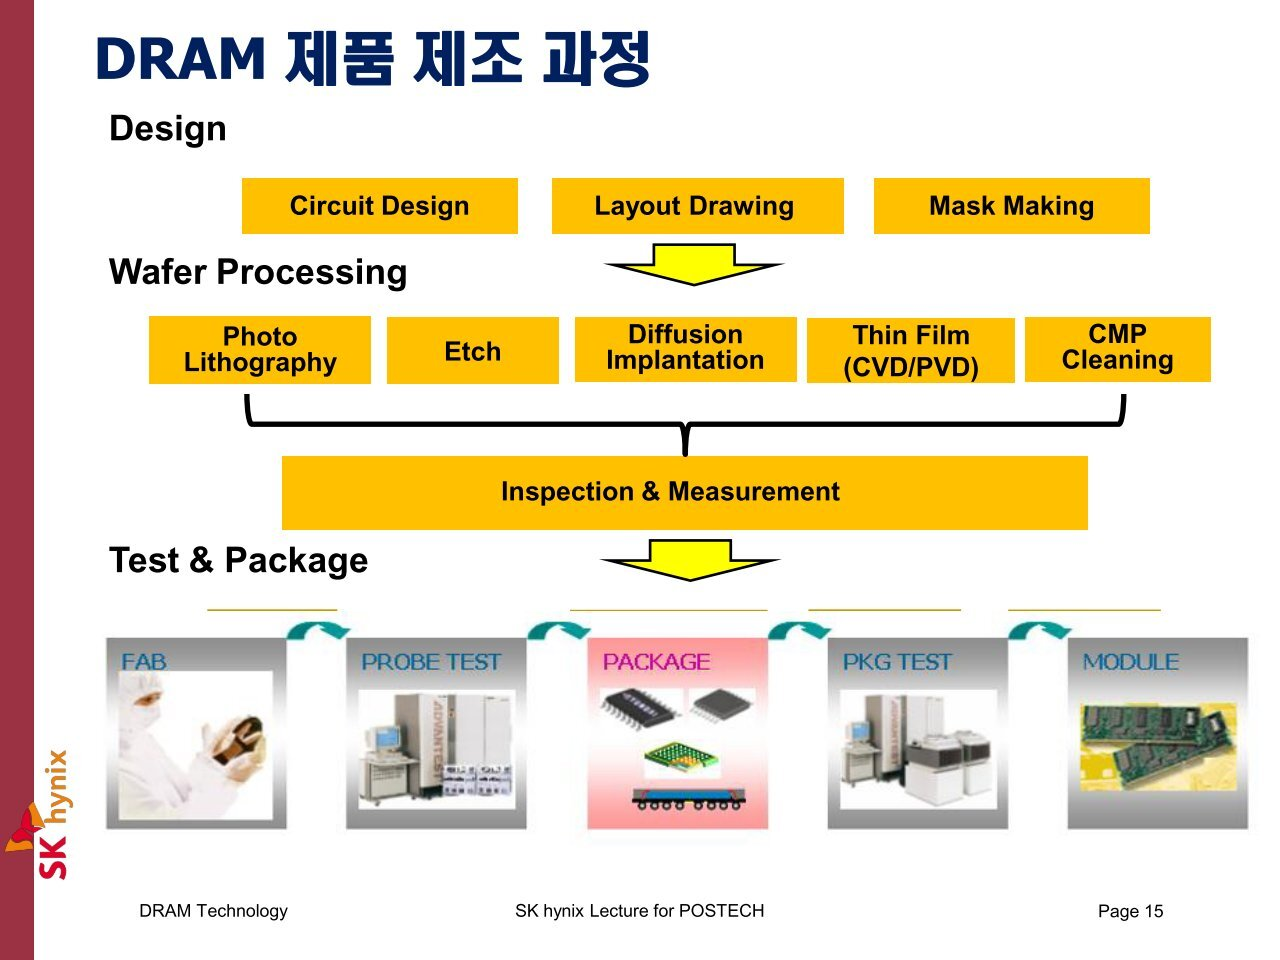 DRAM 제품 제조 과정
Design
Circuit Design
Layout Drawing
Mask Making
Wafer Processing
Photo
Lithography
Etch
Diffusion
Implantation
Thin Film
(CVD/PVD)
CMP
Cleaning
Inspection & Measurement
Test & Package
FAB
PROBE TEST
PACKAGE
PKG TEST
MODULE
ADVANTEST
SK hynix
DRAM Technology
SK hynix Lecture for POSTECH
Page 15